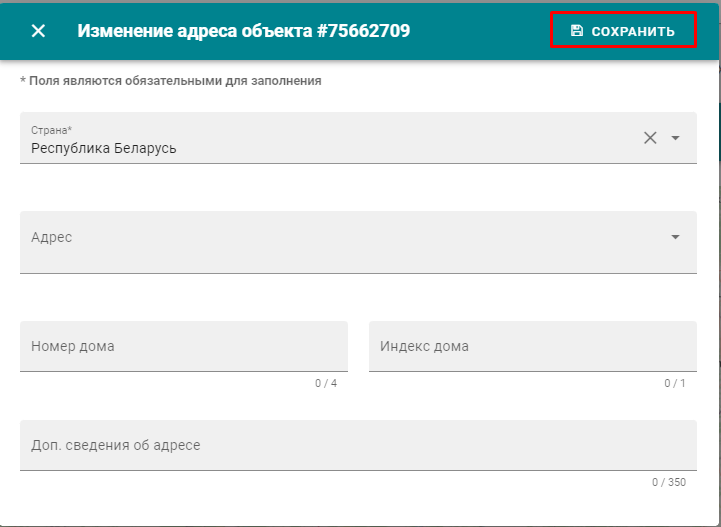 Изменение адреса объекта #75662709
СОХРАНИТЬ
* Поля являются обязательными для заполнения
Страна*
Республика Беларусь
Адрес
Номер дома
Индекс дома
0 / 4
0 / 1
Доп. сведения об адресе
0 / 350